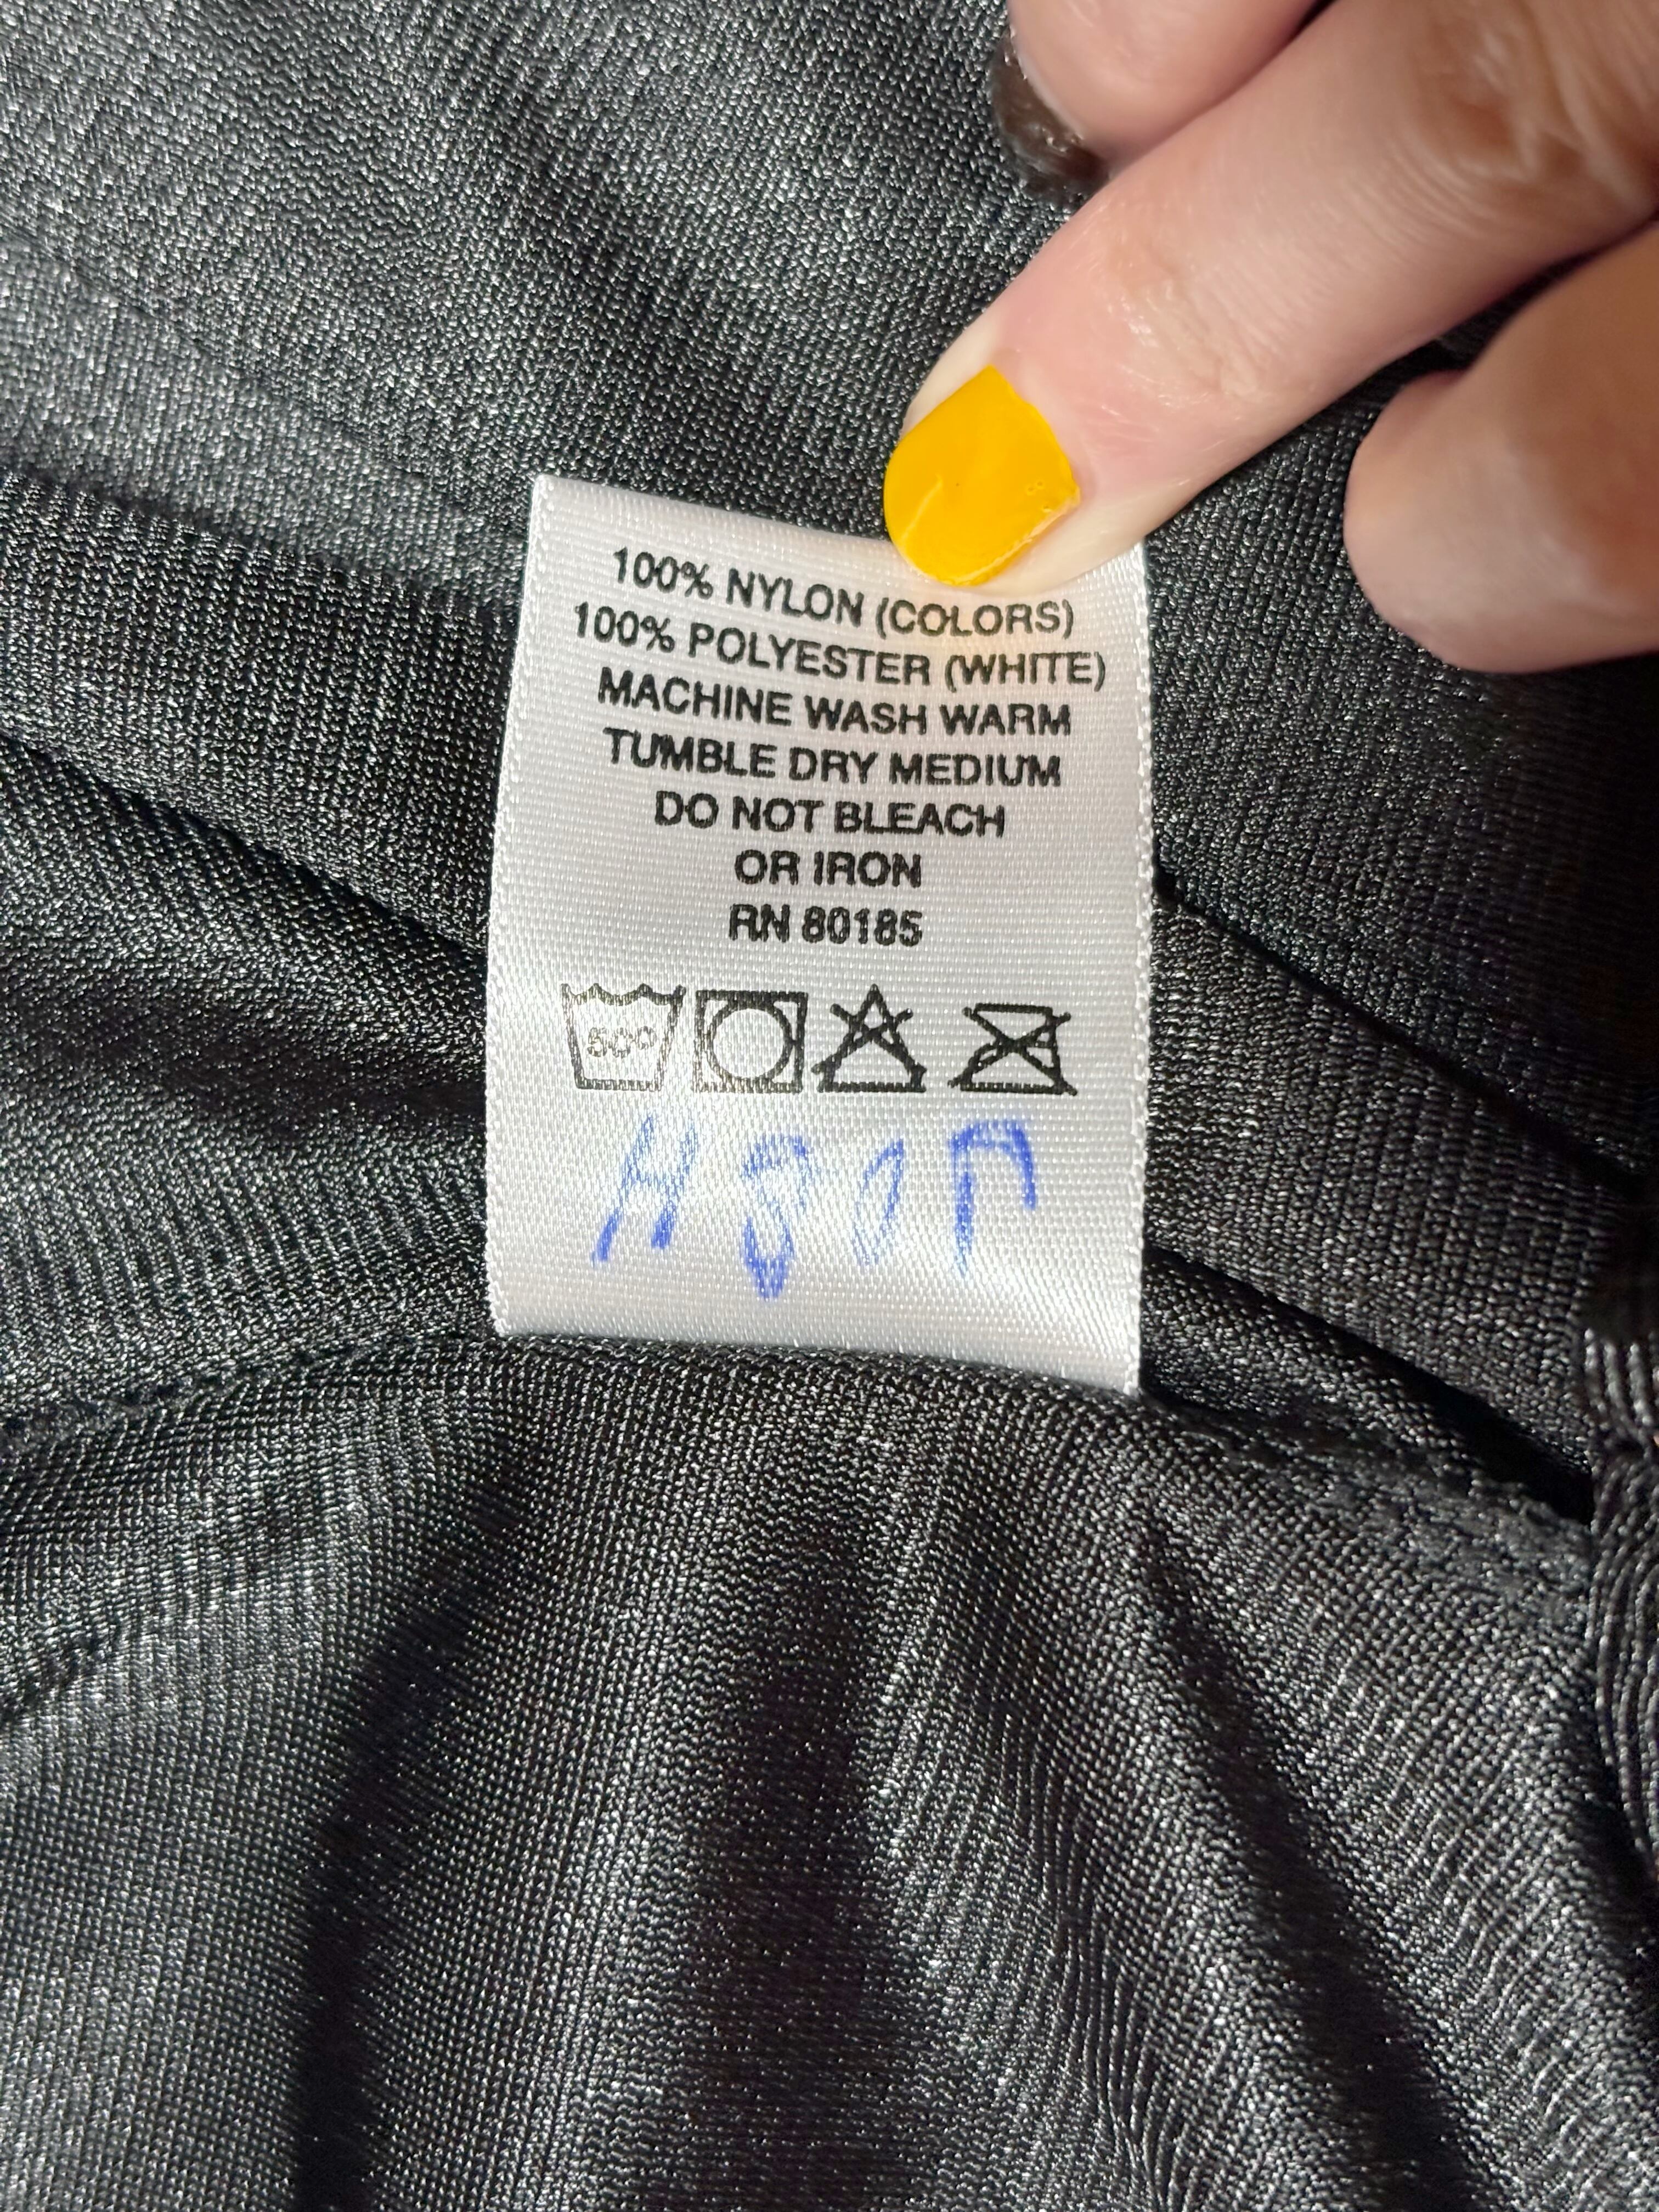 100% NYLON (COLORS)
100% POLYESTER (WHITE)
MACHINE WASH WARM
TUMBLE DRY MEDIUM
DO NOT BLEACH
OR IRON
RN 80185
50°